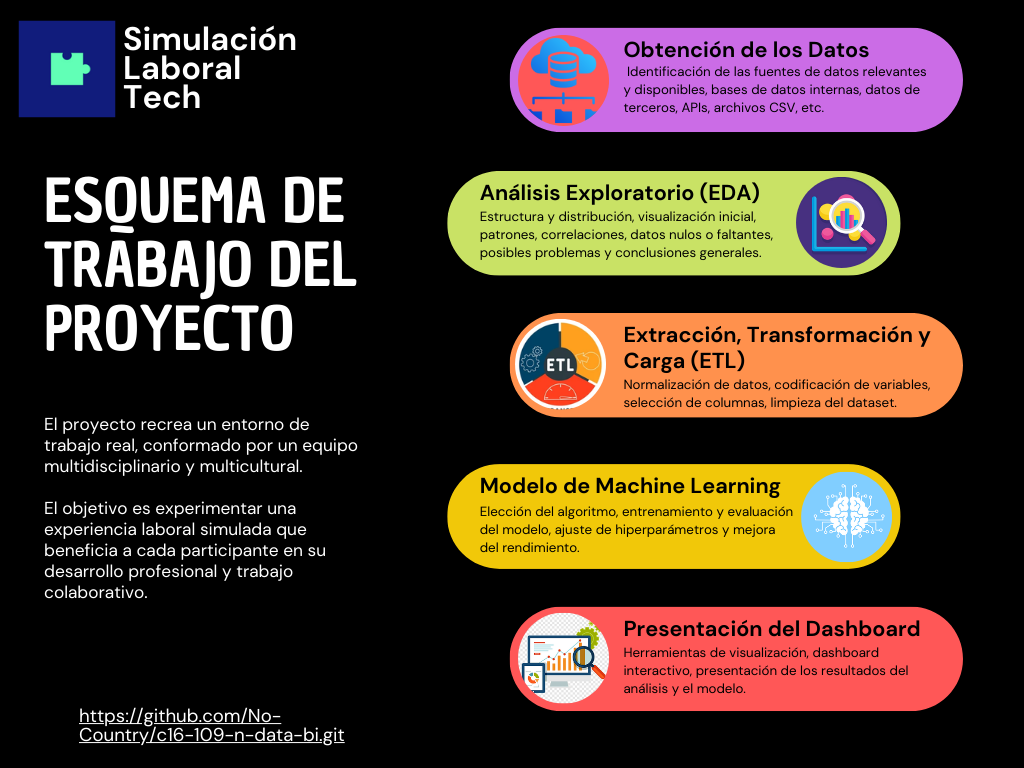 Simulación
Laboral
Tech
ESQUEMA DE
TRABAJO DEL
PROYECTO
El proyecto recrea un entorno de
trabajo real, conformado por un equipo
multidisciplinario y multicultural.
El objetivo es experimentar una
experiencia laboral simulada que
beneficia a cada participante en su
desarrollo profesional y trabajo
colaborativo.
https://github.com/No-
Country/c16-109-n-data-bi.git
Obtención de los Datos
Identificación de las fuentes de datos relevantes
y disponibles, bases de datos internas, datos de
terceros, APIs, archivos CSV, etc.
Análisis Exploratorio (EDA)
Estructura y distribución, visualización inicial,
patrones, correlaciones, datos nulos o faltantes,
posibles problemas y conclusiones generales.
ETL
Extracción, Transformación y
Carga (ETL)
Normalización de datos, codificación de variables,
selección de columnas, limpieza del dataset.
Modelo de Machine Learning
Elección del algoritmo, entrenamiento y evaluación
del modelo, ajuste de hiperparámetros y mejora
del rendimiento.
Presentación del Dashboard
Herramientas de visualización, dashboard
interactivo, presentación de los resultados del
análisis y el modelo.